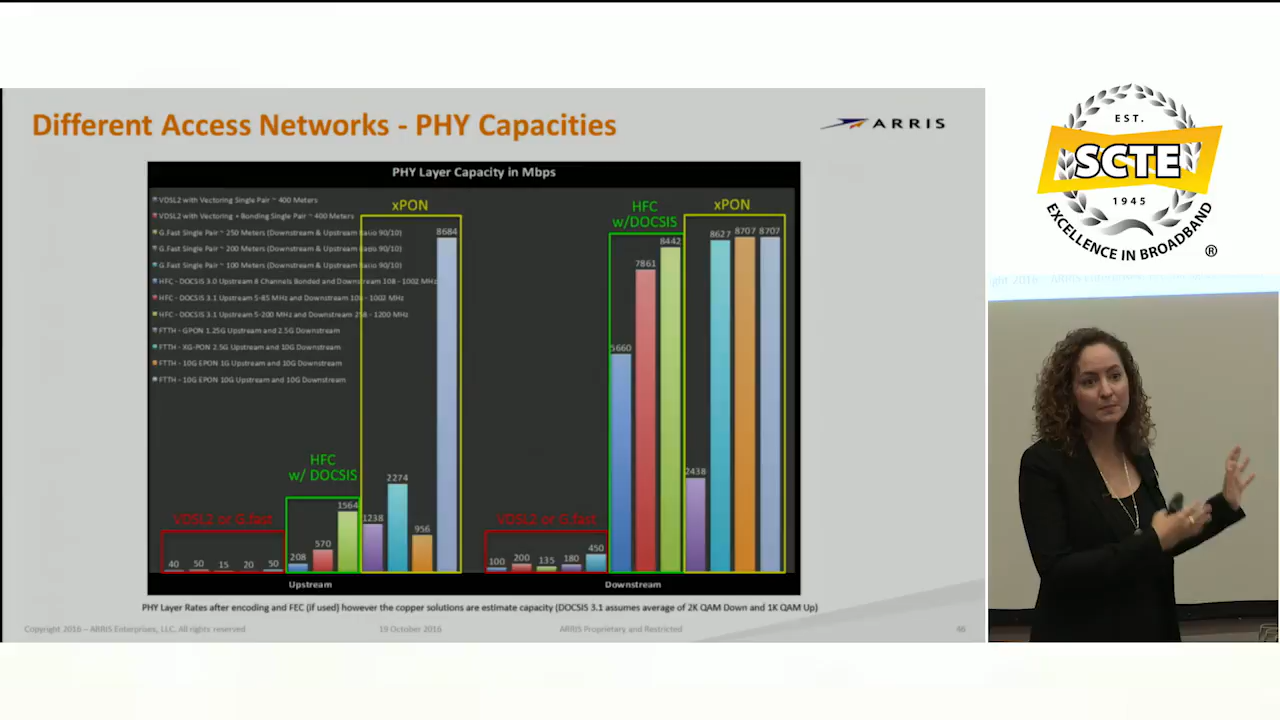 Different Access Networks - PHY Capacities
ARRIS
PHY Layer Capacity in Mbps
VDSL2 with Vectoring Single Pair ~ 400 Meters
VDSL2 with Vectoring + Bonding Single Pair ~ 400 Meters
G.Fast Single Pair ~ 250 Meters (Downstream & Upstream Ratio 90/10)
G.Fast Single Pair ~ 200 Meters (Downstream & Upstream Ratio 90/10)
G.Fast Single Pair ~ 100 Meters (Downstream & Upstream Ratio 90/10)
HFC - DOCSIS 3.0 Upstream 8 Channels Bonded and Downstream 108 - 1002 MHz
HFC - DOCSIS 3.1 Upstream 5-85 MHz and Downstream 108 - 1002 MHz
HFC - DOCSIS 3.1 Upstream 5-200 MHz and Downstream 258 - 1200 MHz
FTTH - GPON 1.25G Upstream and 2.5G Downstream
FTTH - XG-PON 2.5G Upstream and 10G Downstream
FTTH - 10G EPON 1G Upstream and 10G Downstream
FTTH - 10G EPON 10G Upstream and 10G Downstream
VDSL2 or G.fast
40 50 15 20 50
HFC
w/ DOCSIS
208 570 1564
xPON
1238 2274 956 8684
Upstream
VDSL2 or G.fast
100 200 135 180 450
HFC
w/DOCSIS
5660 7861 8442
xPON
2438 8627 8707 8707
Downstream
PHY Layer Rates after encoding and FEC (if used) however the copper solutions are estimate capacity (DOCSIS 3.1 assumes average of 2K QAM Down and 1K QAM Up)
Copyright 2016 – ARRIS Enterprises, LLC. All rights reserved
19 October 2016
ARRIS Proprietary and Restricted
46
EST.
SCTE
1945
EXCELLENCE IN BROADBAND
®